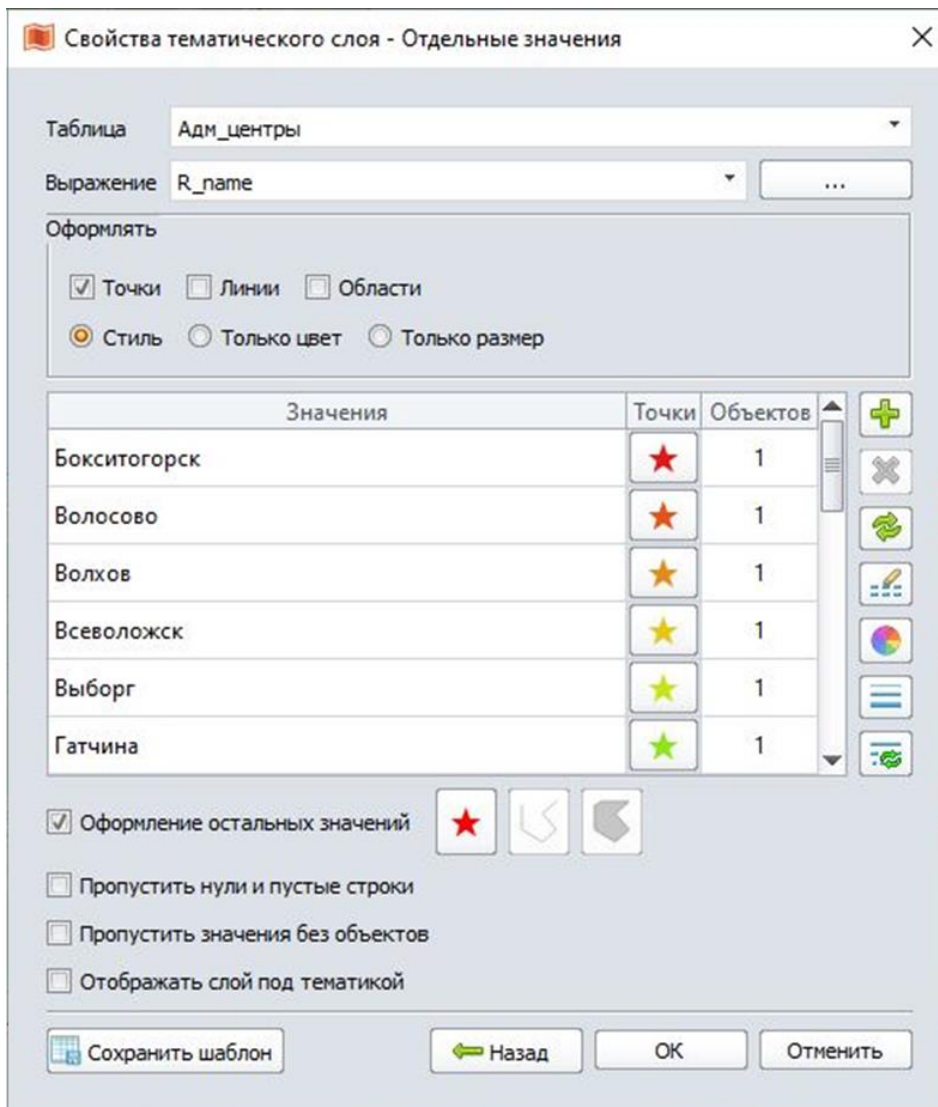 Свойства тематического слоя - Отдельные значения
Таблица Адм_центры
Выражение R_name ...
Оформлять
Точки Линии Области
Стиль Только цвет Только размер
Значения Точки Объектов
Бокситогорск 1
Волосово 1
Волхов 1
Всеволожск 1
Выборг 1
Гатчина 1
Оформление остальных значений
Пропустить нули и пустые строки
Пропустить значения без объектов
Отображать слой под тематикой
Сохранить шаблон Назад ОК Отменить